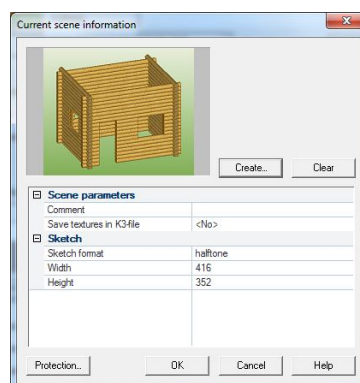 Current scene information
Create...
Clear
Scene parameters
Comment
Save textures in K3-file <No>
Sketch
Sketch format halftone
Width 416
Height 352
Protection...
OK
Cancel
Help